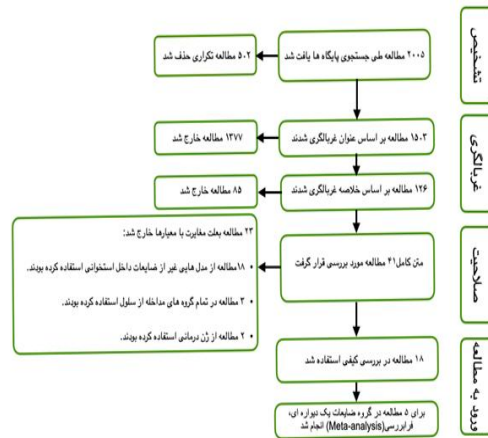 تشخیص
۲۰۰۵ مطالعه طی جستجوی پایگاه ها یافت شد
۵۰۲ مطالعه تکراری حذف شد
غربالگری
۱۵۰۳ مطالعه بر اساس عنوان غربالگری شدند
۱۳۷۷ مطالعه خارج شد
۱۲۶ مطالعه بر اساس خلاصه غربالگری شدند
۸۵ مطالعه خارج شد
صلاحیت
متن کامل۴۱ مطالعه مورد بررسی قرار گرفت
۲۳ مطالعه بعلت مغایرت با معیارها خارج شد:
• ۱۸مطالعه از مدل هایی غیر از ضایعات داخل استخوانی استفاده کرده بودند.
• ۳ مطالعه در تمام گروه های مداخله از سلول استفاده کرده بودند.
• ۲ مطالعه از ژن درمانی استفاده کرده بودند.
ورود به مطالعه
۱۸ مطالعه در بررسی کیفی استفاده شد
برای ۵ مطالعه در گروه ضایعات یک دیواره ای،
فرابررسی(Meta-analysis) انجام شد